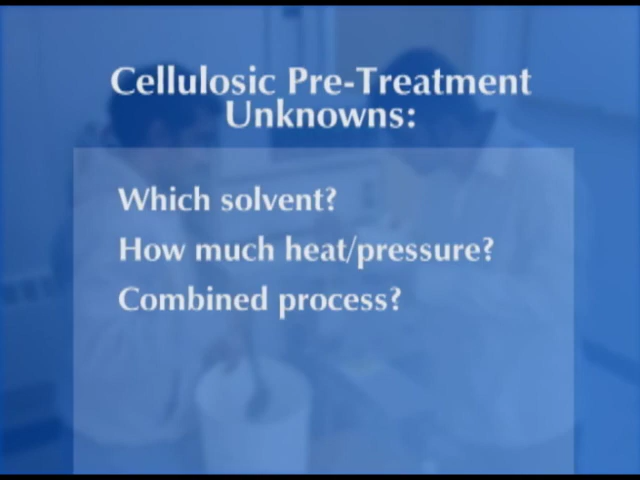 Cellulosic Pre-Treatment
Unknowns:
Which solvent?
How much heat/pressure?
Combined process?